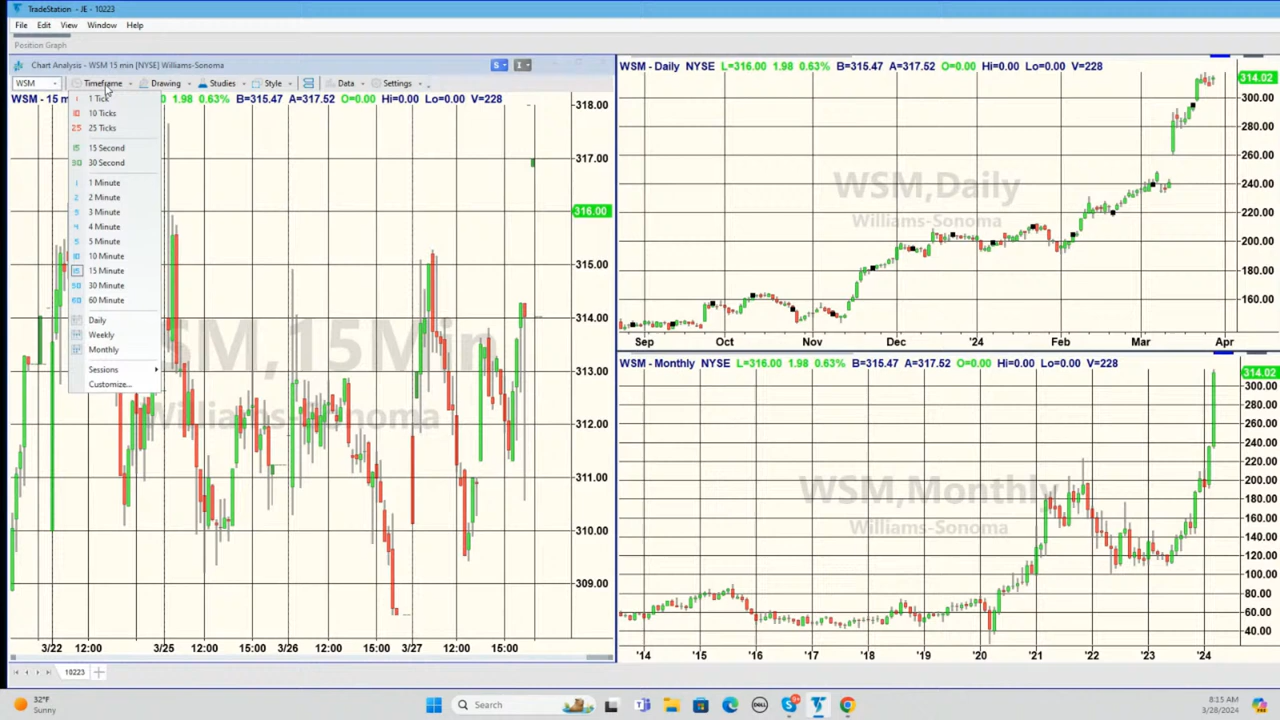 TradeStation - JE - 10223
File Edit View Window Help
Position Graph
Chart Analysis - WSM 15 min [NYSE] Williams-Sonoma
WSM Timeframe Drawing Studies Style Data Settings
WSM - 15 m 1.98 0.63% B=315.47 A=317.52 O=0.00 Hi=0.00 Lo=0.00 V=228
1 Tick
10 Ticks
25 Ticks
15 Second
30 Second
1 Minute
2 Minute
3 Minute
4 Minute
5 Minute
10 Minute
15 Minute
30 Minute
60 Minute
Daily
Weekly
Monthly
Sessions
Customize...
SM,15Min
Williams-Sonoma
318.00
317.00
316.00
315.00
314.00
313.00
312.00
311.00
310.00
309.00
3/22 12:00 3/25 12:00 15:00 3/26 12:00 15:00 3/27 12:00 15:00
WSM - Daily NYSE L=316.00 1.98 0.63% B=315.47 A=317.52 O=0.00 Hi=0.00 Lo=0.00 V=228
WSM,Daily
Williams-Sonoma
314.02
300.00
280.00
260.00
240.00
220.00
200.00
180.00
160.00
Sep Oct Nov Dec '24 Feb Mar Apr
WSM - Monthly NYSE L=316.00 1.98 0.63% B=315.47 A=317.52 O=0.00 Hi=0.00 Lo=0.00 V=228
WSM,Monthly
Williams-Sonoma
314.02
300.00
280.00
260.00
240.00
220.00
200.00
180.00
160.00
140.00
120.00
100.00
80.00
60.00
40.00
'14 '15 '16 '17 '18 '19 '20 '21 '22 '23 '24
10223
32°F
Sunny
Search
8:15 AM
3/28/2024